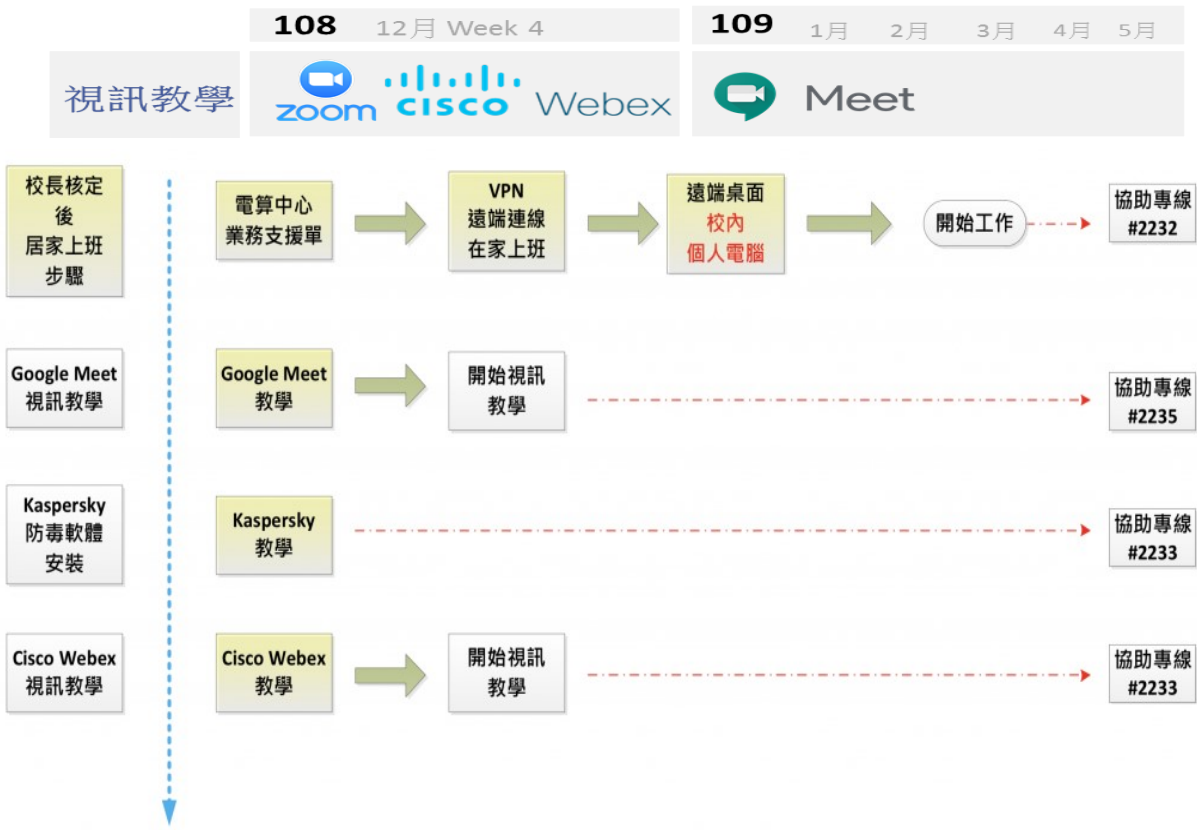 108 12月 Week 4
109 1月 2月 3月 4月 5月
視訊教學
zoom
CISCO Webex
Meet
校長核定
後
居家上班
步驟
電算中心
業務支援單
VPN
遠端連線
在家上班
遠端桌面
校內
個人電腦
開始工作
協助專線
#2232
Google Meet
視訊教學
Google Meet
教學
開始視訊
教學
協助專線
#2235
Kaspersky
防毒軟體
安裝
Kaspersky
教學
協助專線
#2233
Cisco Webex
視訊教學
Cisco Webex
教學
開始視訊
教學
協助專線
#2233